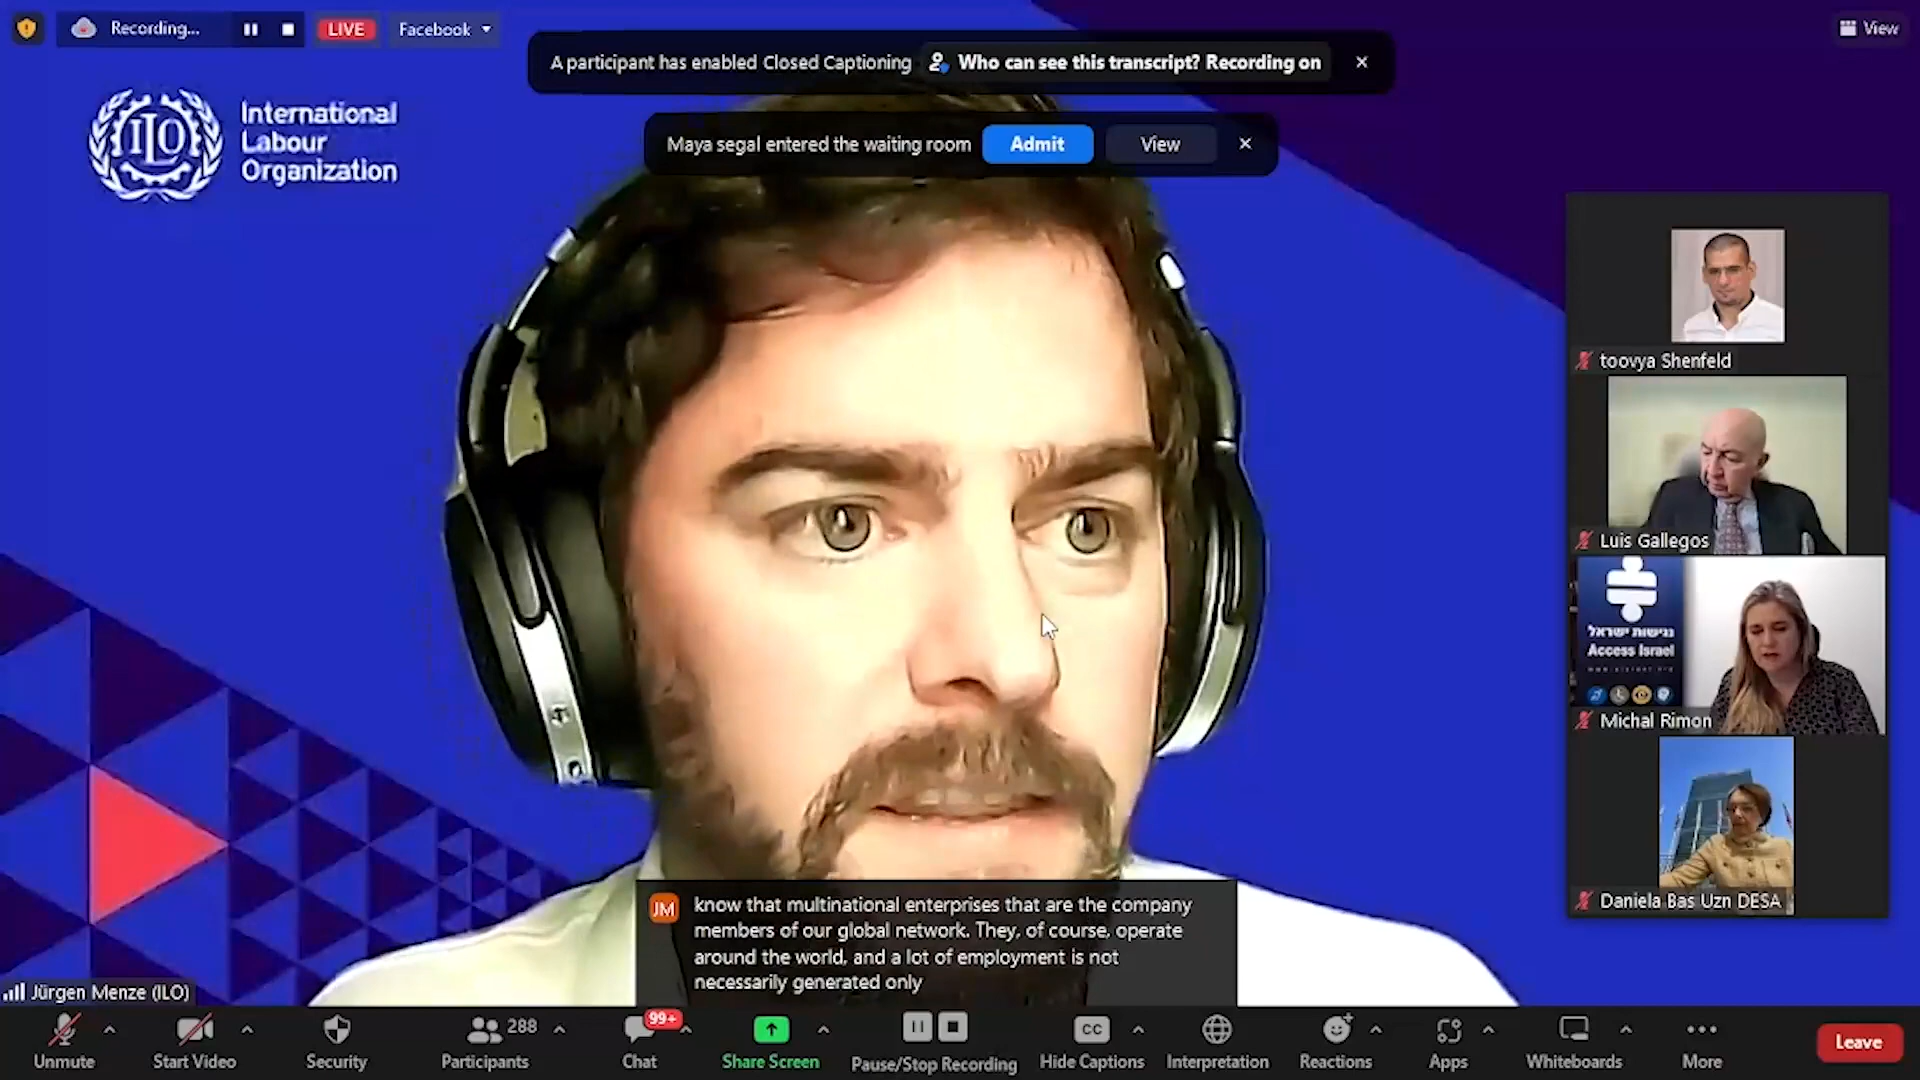 Recording...
LIVE
Facebook
View
A participant has enabled Closed Captioning
Who can see this transcript? Recording on
Maya segal entered the waiting room
Admit
View
ILO
International
Labour
Organization
toovya Shenfeld
Luis Gallegos
נגישות ישראל
Access Israel
Michal Rimon
Daniela Bas Uzn DESA
JM
know that multinational enterprises that are the company
members of our global network. They, of course, operate
around the world, and a lot of employment is not
necessarily generated only
Jürgen Menze (ILO)
Unmute
Start Video
Security
288
Participants
99+
Chat
Share Screen
Pause/Stop Recording
CC
Hide Captions
Interpretation
Reactions
Apps
Whiteboards
More
Leave